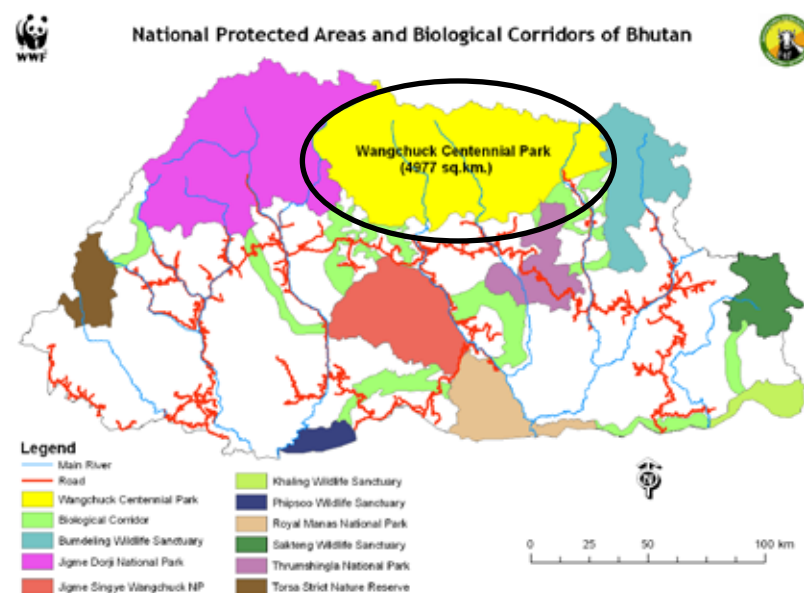 WWF
National Protected Areas and Biological Corridors of Bhutan
Wangchuck Centennial Park
(4977 sq.km.)
Legend
Main River
Road
Wangchuck Centennial Park
Biological Corridor
Bumdeling Wildlife Sanctuary
Jigme Dorji National Park
Jigme Singye Wangchuck NP
Khaling Wildlife Sanctuary
Phipsoo Wildlife Sanctuary
Royal Manas National Park
Sakteng Wildlife Sanctuary
Thrumshingla National Park
Torsa Strict Nature Reserve
N
0 25 50 100 km